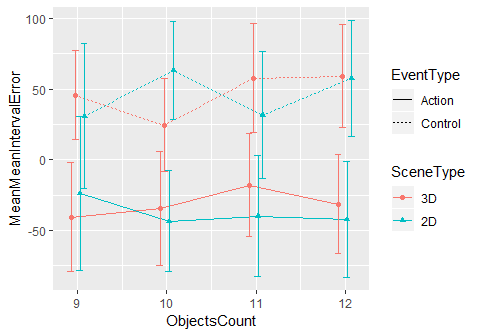 100
50
0
-50
MeanMeanIntervalError
9
10
11
12
ObjectsCount
EventType
Action
Control
SceneType
3D
2D